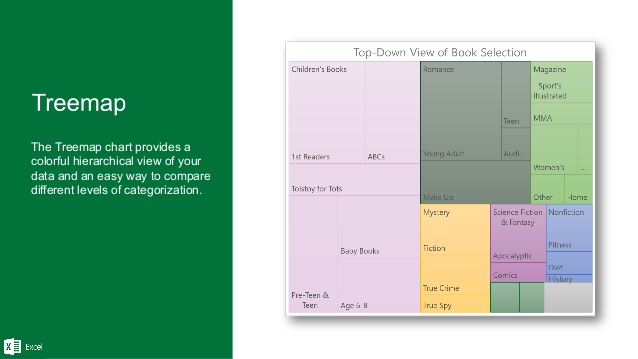 Treemap
The Treemap chart provides a
colorful hierarchical view of your
data and an easy way to compare
different levels of categorization.
Excel
Top-Down View of Book Selection
Children's Books
1st Readers
ABCs
Tolstoy for Tots
Baby Books
Pre-Teen &
Teen
Age 6-8
Romance
Teen
Young Adult
Audi...
Make Up
Magazine
Sport's
Illustrated
MMA
Women's
...
Other
Home
Mystery
Fiction
True Crime
True Spy
Science Fiction
& Fantasy
Apocalyptic
Comics
Nonfiction
Fitness
Diet
History